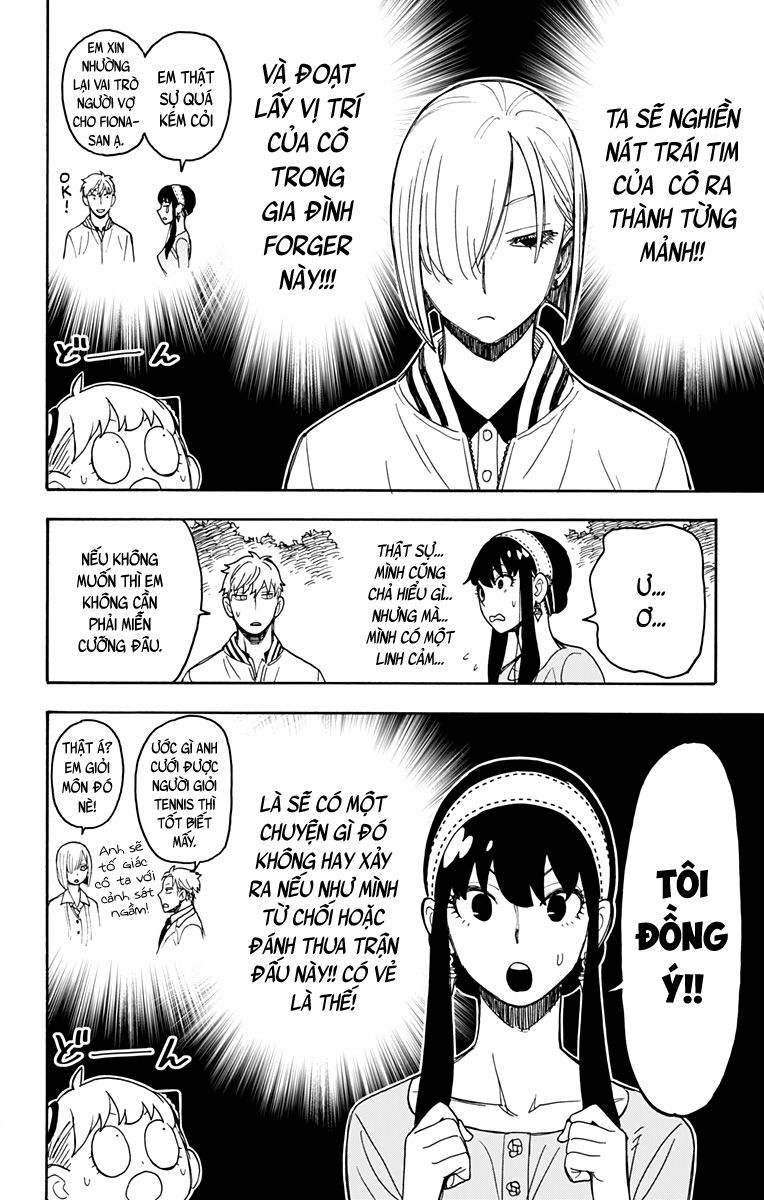 TA SẼ NGHIỀN
NÁT TRÁI TIM
CỦA CÔ RA
THÀNH TỪNG
MẢNH!!
VÀ ĐOẠT
LẤY VỊ TRÍ
CỦA CÔ
TRONG
GIA ĐÌNH
FORGER
NÀY!!!
EM THẬT
SỰ QUÁ
KÉM CỎI
EM XIN
NHƯỜNG
LẠI VAI TRÒ
NGƯỜI VỢ
CHO FIONA-
SAN Ạ.
OK!
どーん
Ư...
Ơ...
THẬT SỰ...
MÌNH CŨNG
CHẢ HIỂU GÌ...
NHƯNG MÀ...
MÌNH CÓ MỘT
LINH CẢM...
NẾU KHÔNG
MUỐN THÌ EM
KHÔNG CẦN
PHẢI MIỄN
CƯỠNG ĐÂU.
TÔI
ĐỒNG
Ý!!
LÀ SẼ CÓ MỘT
CHUYỆN GÌ ĐÓ
KHÔNG HAY XẢY
RA NẾU NHƯ MÌNH
TỪ CHỐI HOẶC
ĐÁNH THUA TRẬN
ĐẤU NÀY!! CÓ VẺ
LÀ THẾ!
ƯỚC GÌ ANH
CƯỚI ĐƯỢC
NGƯỜI GIỎI
TENNIS THÌ
TỐT BIẾT
MẤY.
THẬT Á?
EM GIỎI
MÔN ĐÓ
NÈ!
Anh sẽ
tố giác
cô ta với
cảnh sát
ngầm!
どーん